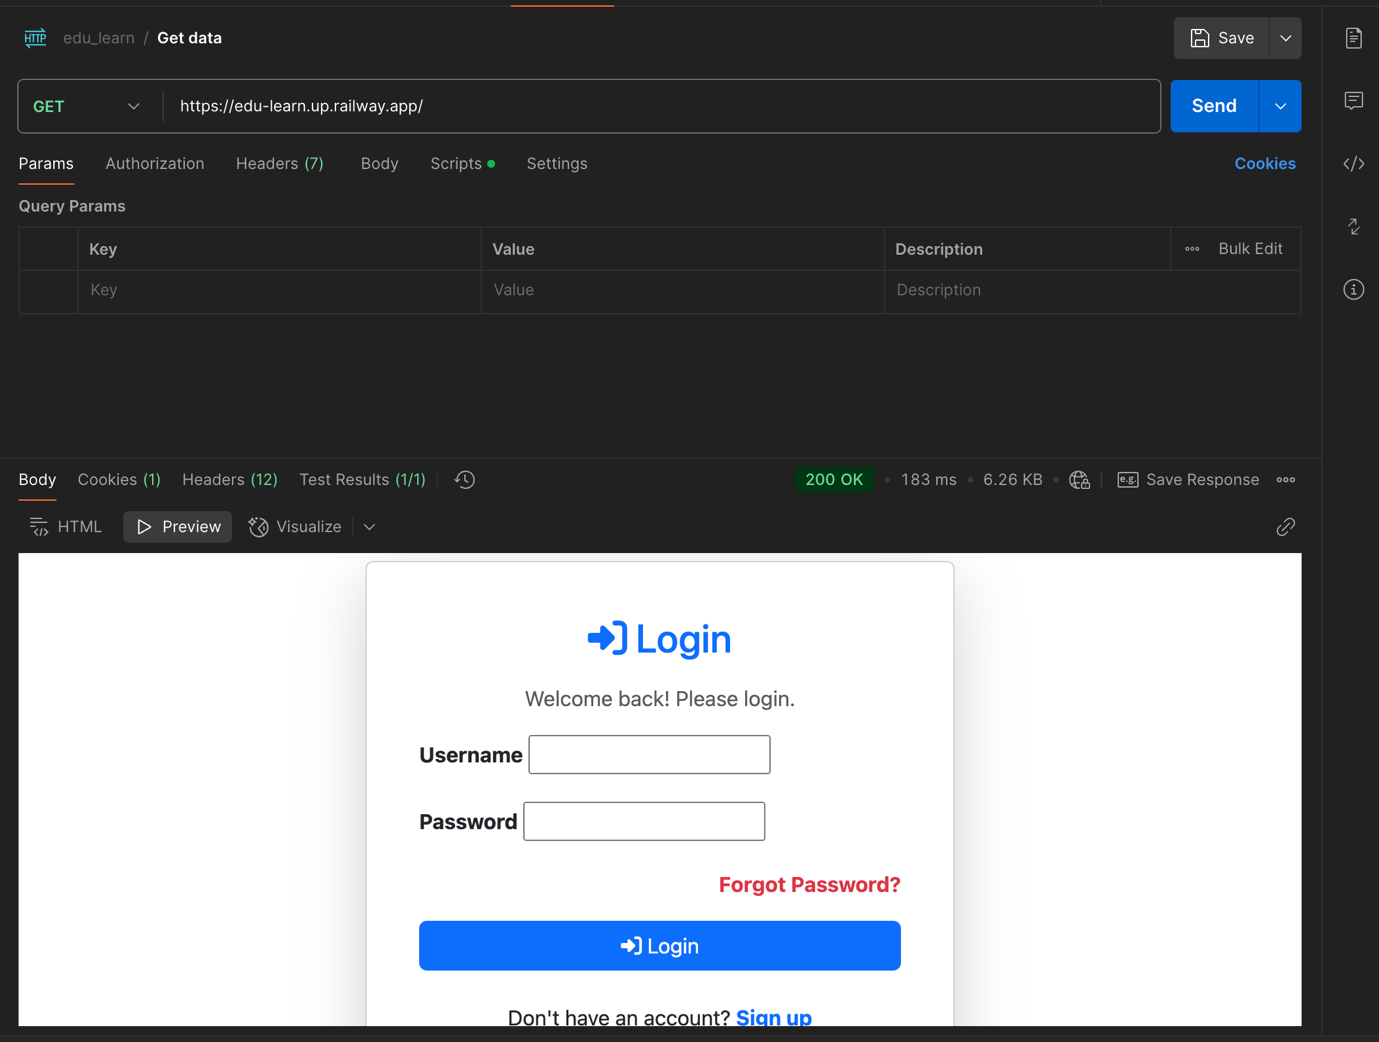 HTTP edu_learn / Get data Save
GET https://edu-learn.up.railway.app/ Send
Params Authorization Headers (7) Body Scripts Settings Cookies
Query Params
Key Value Description Bulk Edit
Key Value Description
Body Cookies (1) Headers (12) Test Results (1/1) 200 OK • 183 ms • 6.26 KB • e.g. Save Response
HTML Preview Visualize
Login
Welcome back! Please login.
Username
Password
Forgot Password?
Login
Don't have an account? Sign up